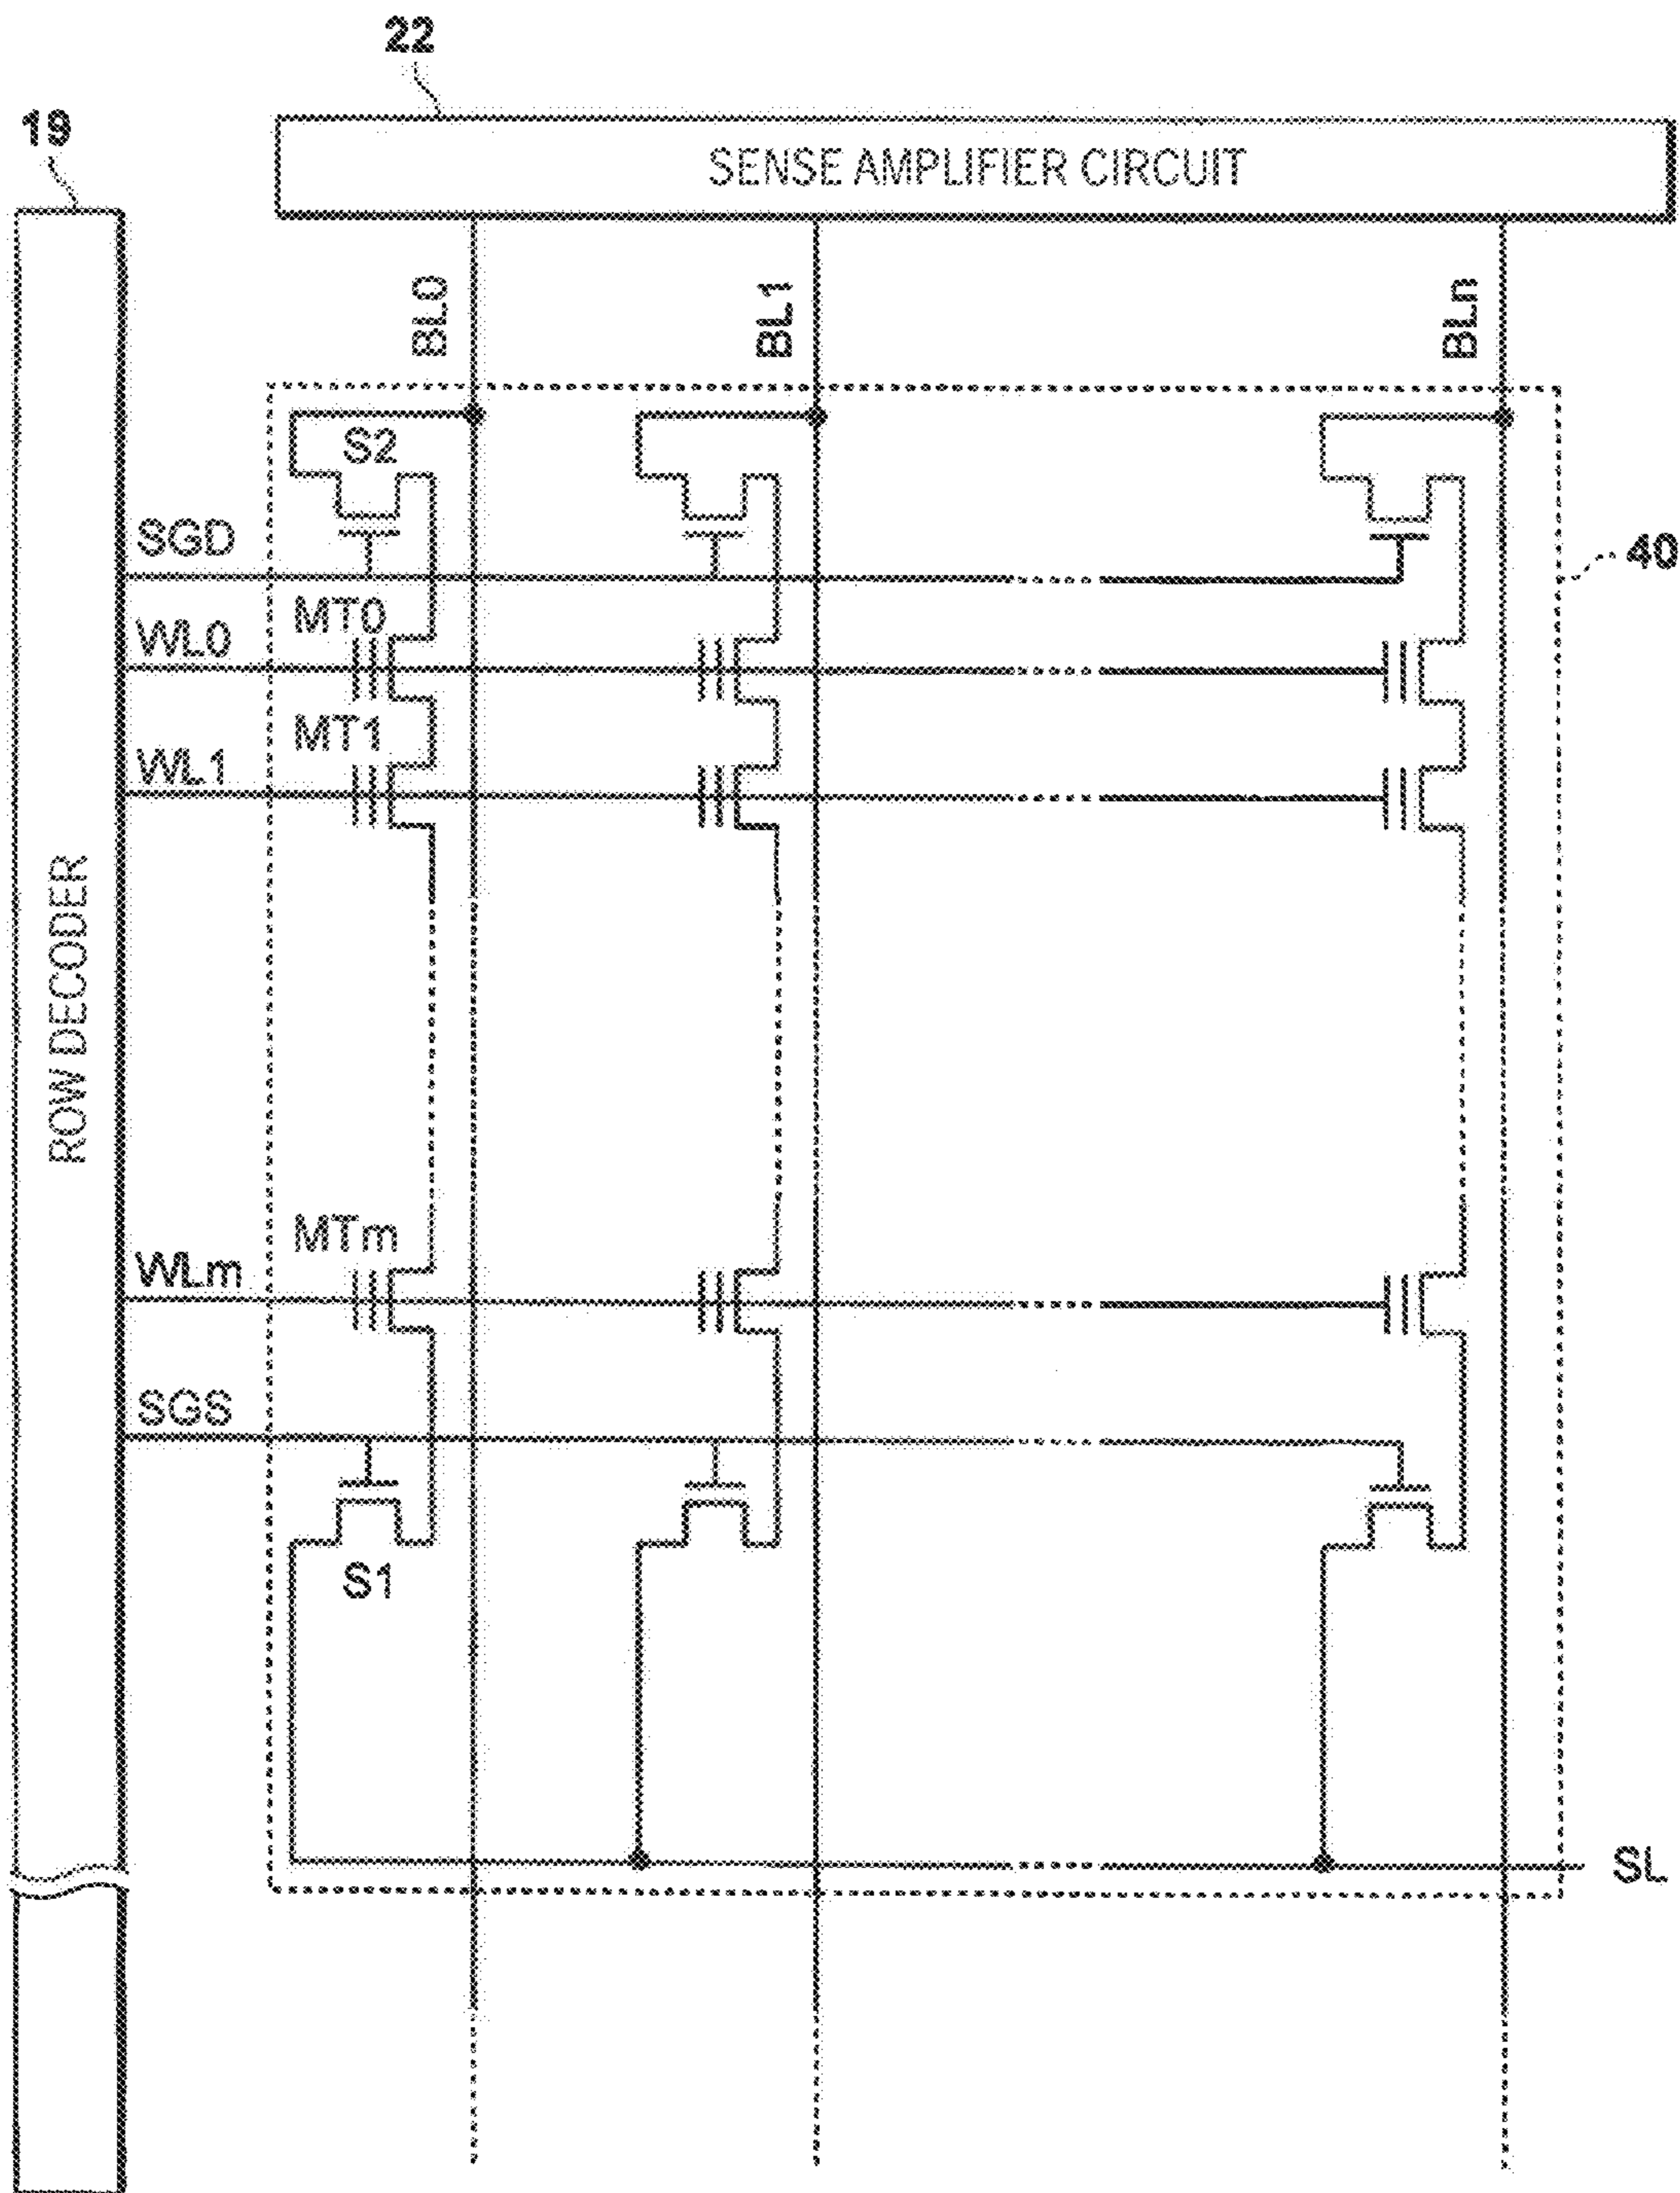 22
19
SENSE AMPLIFIER CIRCUIT
BL0
BL1
BLn
S2
SGD
40
MT0
WL0
MT1
WL1
ROW DECODER
MTm
WLm
SGS
S1
SL